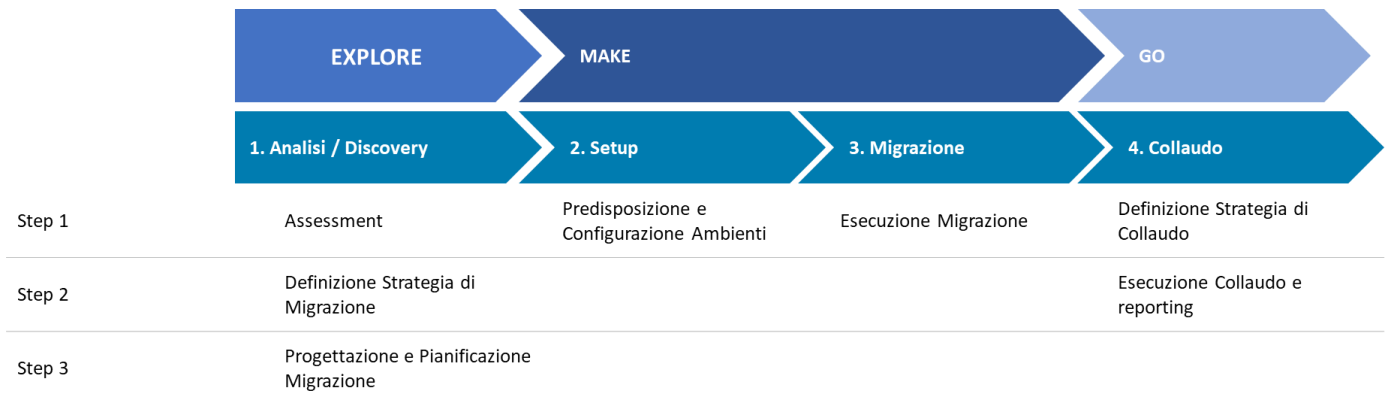 EXPLORE
MAKE
GO
1. Analisi / Discovery
2. Setup
3. Migrazione
4. Collaudo
Step 1
Assessment
Predisposizione e
Configurazione Ambienti
Esecuzione Migrazione
Definizione Strategia di
Collaudo
Step 2
Definizione Strategia di
Migrazione
Esecuzione Collaudo e
reporting
Step 3
Progettazione e Pianificazione
Migrazione